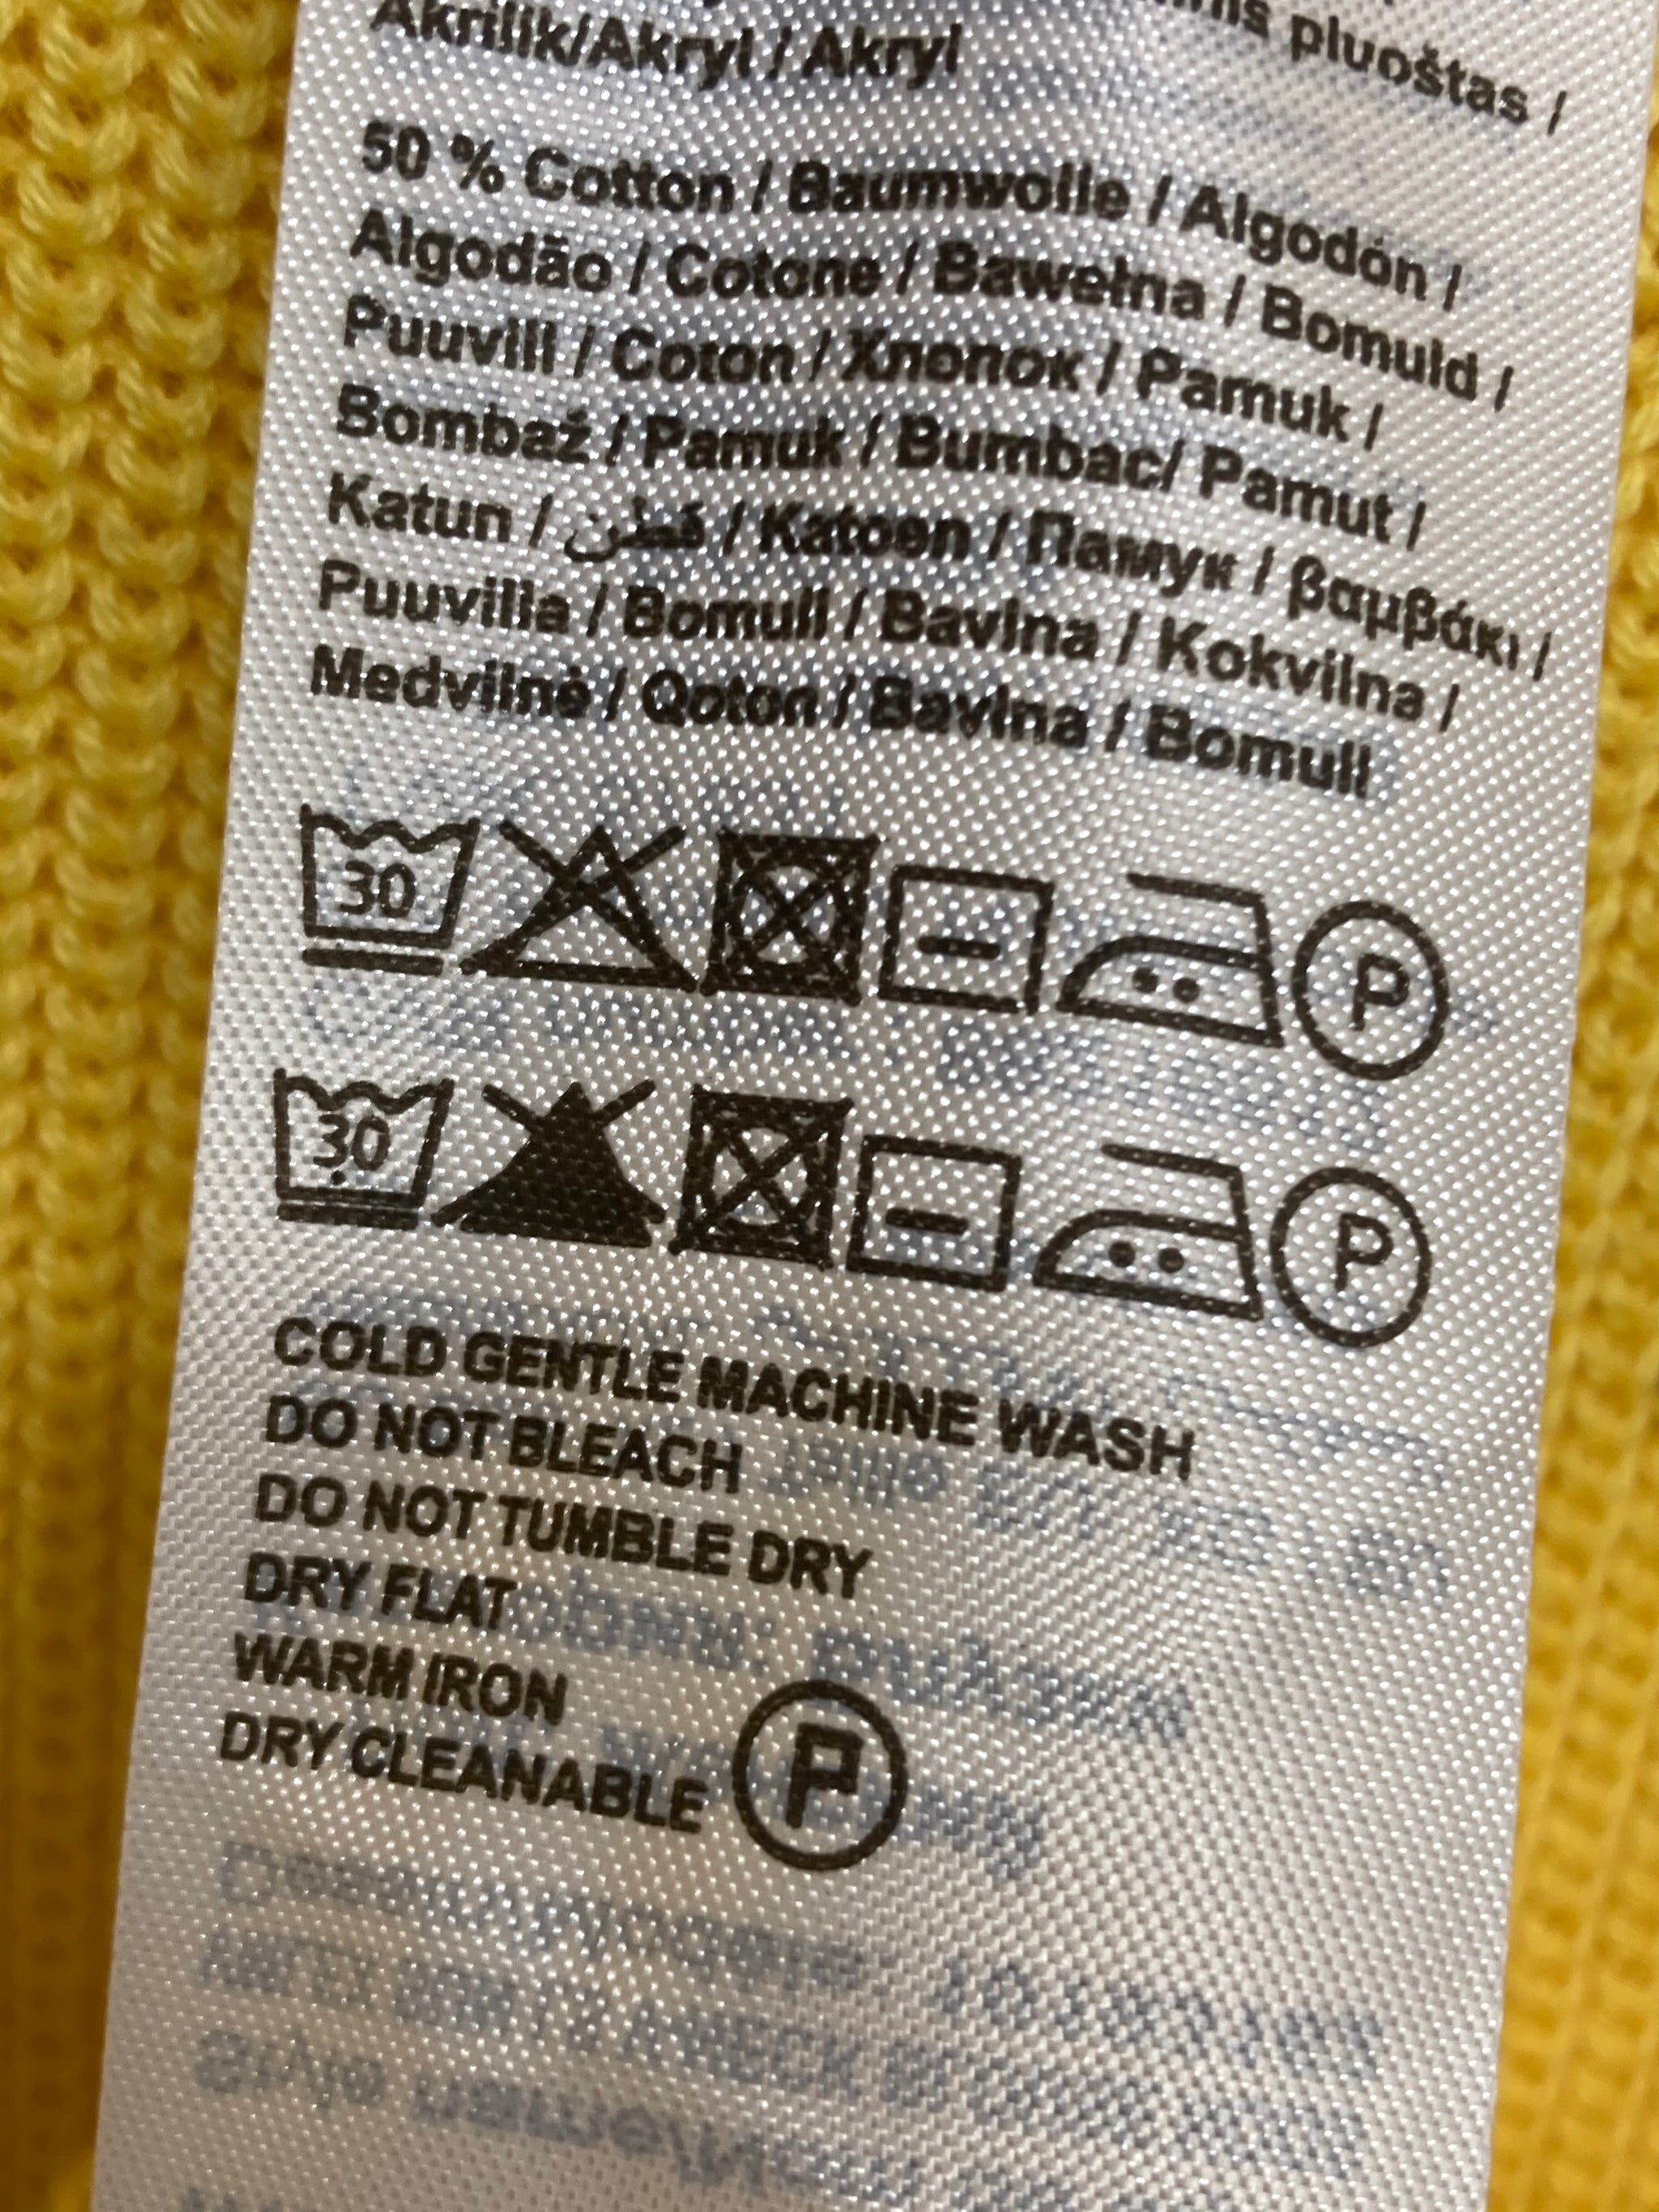 pluoštas /
Akrilik/Akryl / Akryl
50 % Cotton / Baumwolle / Algodón /
Algodão / Cotone / Bawełna / Bomuld /
Puuvill / Coton / Хлопок / Pamuk /
Bombaž / Pamuk / Bumbac/ Pamut /
Katun / قطن / Katoen / Памук / βαμβάκι /
Puuvilla / Bomull / Bavlna / Kokvilna /
Medvilnė / Qoton / Bavlna / Bomull
30 P
30 P
COLD GENTLE MACHINE WASH
DO NOT BLEACH
DO NOT TUMBLE DRY
DRY FLAT
WARM IRON
DRY CLEANABLE P